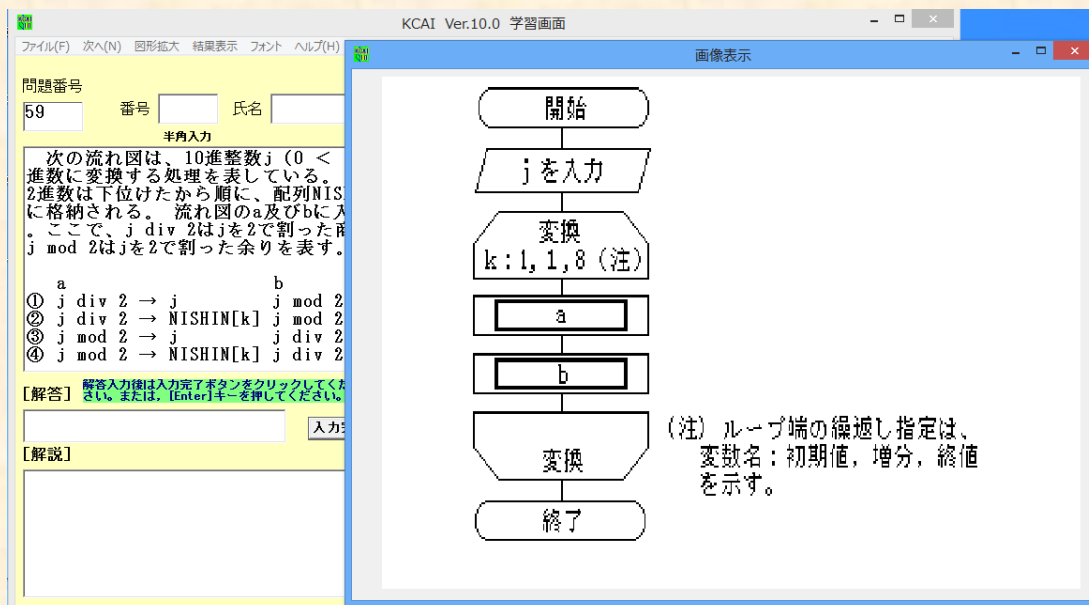 KCAI Ver.10.0 学習画面
ファイル(F) 次へ(N) 図形拡大 結果表示 フォント ヘルプ(H)
問題番号
59 番号 氏名
半角入力
次の流れ図は、10進整数j(0 <
進数に変換する処理を表している。
2進数は下位けたから順に、配列NIS
に格納される。 流れ図のa及びbに入
。ここで、j div 2はjを2で割った商
j mod 2はjを2で割った余りを表す。
a b
① j div 2 → j j mod 2
② j div 2 → NISHIN[k] j mod 2
③ j mod 2 → j j div 2
④ j mod 2 → NISHIN[k] j div 2
[解答] 解答入力後は入力完了ボタンをクリックしてくだ
さい。または，[Enter]キーを押してください。
入力
[解説]
画像表示
開始
jを入力
変換
k:1,1,8(注)
a
b
変換
終了
(注) ループ端の繰返し指定は、
変数名：初期値，増分，終値
を示す。